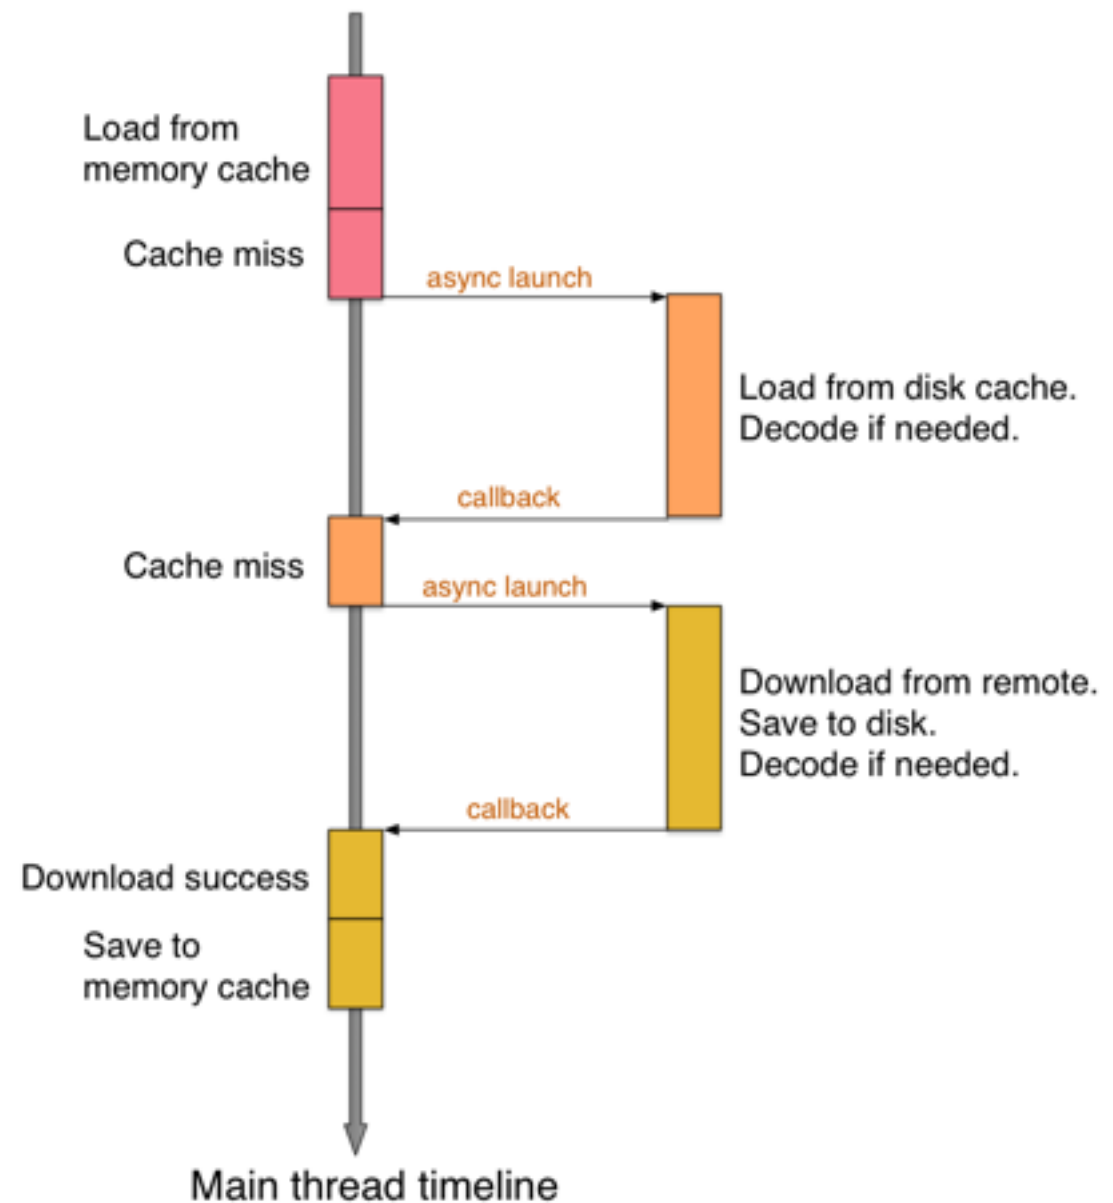 Load from
memory cache
Cache miss
async launch
Load from disk cache.
Decode if needed.
callback
Cache miss
async launch
Download from remote.
Save to disk.
Decode if needed.
callback
Download success
Save to
memory cache
Main thread timeline